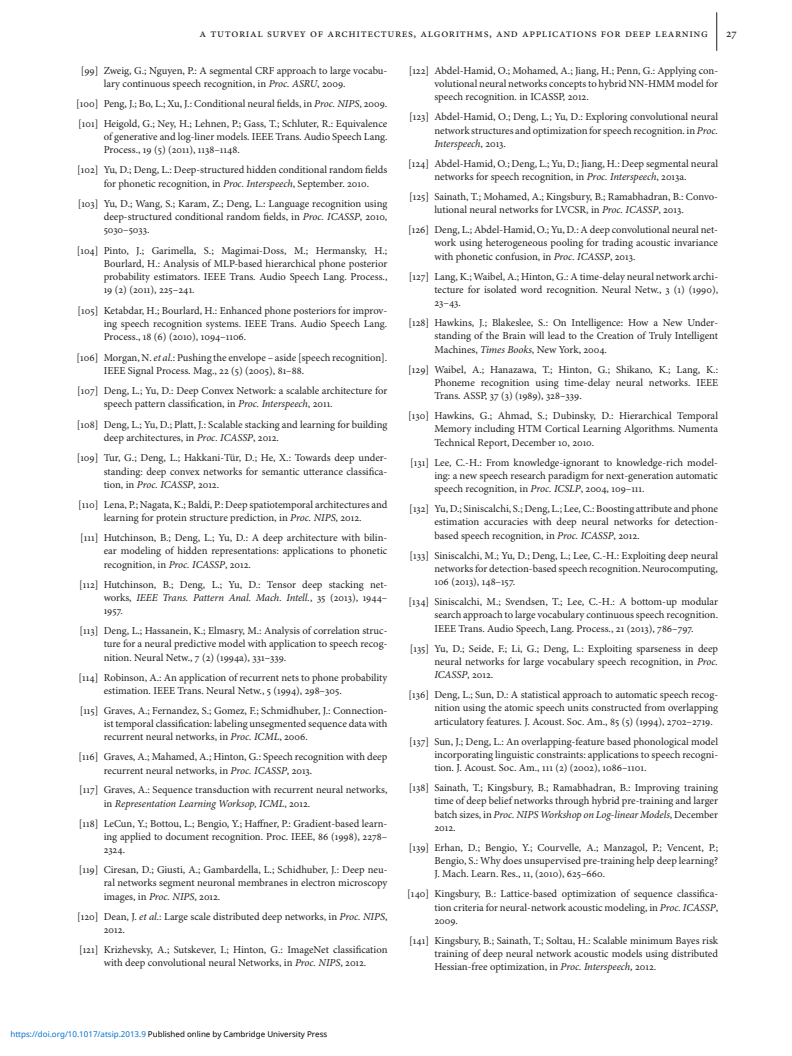 A TUTORIAL SURVEY OF ARCHITECTURES, ALGORITHMS, AND APPLICATIONS FOR DEEP LEARNING 27
[99] Zweig, G.; Nguyen, P.: A segmental CRF approach to large vocabu-
lary continuous speech recognition, in Proc. ASRU, 2009.
[100] Peng, J.; Bo, L.; Xu, J.: Conditional neural fields, in Proc. NIPS, 2009.
[101] Heigold, G.; Ney, H.; Lehnen, P.; Gass, T.; Schluter, R.: Equivalence
of generative and log-liner models. IEEE Trans. Audio Speech Lang.
Process., 19 (5) (2011), 1138–1148.
[102] Yu, D.; Deng, L.: Deep-structured hidden conditional random fields
for phonetic recognition, in Proc. Interspeech, September. 2010.
[103] Yu, D.; Wang, S.; Karam, Z.; Deng, L.: Language recognition using
deep-structured conditional random fields, in Proc. ICASSP, 2010,
5030–5033.
[104] Pinto, J.; Garimella, S.; Magimai-Doss, M.; Hermansky, H.;
Bourlard, H.: Analysis of MLP-based hierarchical phone posterior
probability estimators. IEEE Trans. Audio Speech Lang. Process.,
19 (2) (2011), 225–241.
[105] Ketabdar, H.; Bourlard, H.: Enhanced phone posteriors for improv-
ing speech recognition systems. IEEE Trans. Audio Speech Lang.
Process., 18 (6) (2010), 1094–1106.
[106] Morgan, N. et al.: Pushing the envelope – aside [speech recognition].
IEEE Signal Process. Mag., 22 (5) (2005), 81–88.
[107] Deng, L.; Yu, D.: Deep Convex Network: a scalable architecture for
speech pattern classification, in Proc. Interspeech, 2011.
[108] Deng, L.; Yu, D.; Platt, J.: Scalable stacking and learning for building
deep architectures, in Proc. ICASSP, 2012.
[109] Tur, G.; Deng, L.; Hakkani-Tür, D.; He, X.: Towards deep under-
standing: deep convex networks for semantic utterance classifica-
tion, in Proc. ICASSP, 2012.
[110] Lena, P.; Nagata, K.; Baldi, P.: Deep spatiotemporal architectures and
learning for protein structure prediction, in Proc. NIPS, 2012.
[111] Hutchinson, B.; Deng, L.; Yu, D.: A deep architecture with bilin-
ear modeling of hidden representations: applications to phonetic
recognition, in Proc. ICASSP, 2012.
[112] Hutchinson, B.; Deng, L.; Yu, D.: Tensor deep stacking net-
works, IEEE Trans. Pattern Anal. Mach. Intell., 35 (2013), 1944–
1957.
[113] Deng, L.; Hassanein, K.; Elmasry, M.: Analysis of correlation struc-
ture for a neural predictive model with application to speech recog-
nition. Neural Netw., 7 (2) (1994a), 331–339.
[114] Robinson, A.: An application of recurrent nets to phone probability
estimation. IEEE Trans. Neural Netw., 5 (1994), 298–305.
[115] Graves, A.; Fernandez, S.; Gomez, F.; Schmidhuber, J.: Connection-
ist temporal classification: labeling unsegmented sequence data with
recurrent neural networks, in Proc. ICML, 2006.
[116] Graves, A.; Mahamed, A.; Hinton, G.: Speech recognition with deep
recurrent neural networks, in Proc. ICASSP, 2013.
[117] Graves, A.: Sequence transduction with recurrent neural networks,
in Representation Learning Worksop, ICML, 2012.
[118] LeCun, Y.; Bottou, L.; Bengio, Y.; Haffner, P.: Gradient-based learn-
ing applied to document recognition. Proc. IEEE, 86 (1998), 2278–
2324.
[119] Ciresan, D.; Giusti, A.; Gambardella, L.; Schidhuber, J.: Deep neu-
ral networks segment neuronal membranes in electron microscopy
images, in Proc. NIPS, 2012.
[120] Dean, J. et al.: Large scale distributed deep networks, in Proc. NIPS,
2012.
[121] Krizhevsky, A.; Sutskever, I.; Hinton, G.: ImageNet classification
with deep convolutional neural Networks, in Proc. NIPS, 2012.
[122] Abdel-Hamid, O.; Mohamed, A.; Jiang, H.; Penn, G.: Applying con-
volutional neural networks concepts to hybrid NN-HMM model for
speech recognition. in ICASSP, 2012.
[123] Abdel-Hamid, O.; Deng, L.; Yu, D.: Exploring convolutional neural
network structures and optimization for speech recognition. in Proc.
Interspeech, 2013.
[124] Abdel-Hamid, O.; Deng, L.; Yu, D.; Jiang, H.: Deep segmental neural
networks for speech recognition, in Proc. Interspeech, 2013a.
[125] Sainath, T.; Mohamed, A.; Kingsbury, B.; Ramabhadran, B.: Convo-
lutional neural networks for LVCSR, in Proc. ICASSP, 2013.
[126] Deng, L.; Abdel-Hamid, O.; Yu, D.: A deep convolutional neural net-
work using heterogeneous pooling for trading acoustic invariance
with phonetic confusion, in Proc. ICASSP, 2013.
[127] Lang, K.; Waibel, A.; Hinton, G.: A time-delay neural network archi-
tecture for isolated word recognition. Neural Netw., 3 (1) (1990),
23–43.
[128] Hawkins, J.; Blakeslee, S.: On Intelligence: How a New Under-
standing of the Brain will lead to the Creation of Truly Intelligent
Machines, Times Books, New York, 2004.
[129] Waibel, A.; Hanazawa, T.; Hinton, G.; Shikano, K.; Lang, K.:
Phoneme recognition using time-delay neural networks. IEEE
Trans. ASSP, 37 (3) (1989), 328–339.
[130] Hawkins, G.; Ahmad, S.; Dubinsky, D.: Hierarchical Temporal
Memory including HTM Cortical Learning Algorithms. Numenta
Technical Report, December 10, 2010.
[131] Lee, C.-H.: From knowledge-ignorant to knowledge-rich model-
ing: a new speech research paradigm for next-generation automatic
speech recognition, in Proc. ICSLP, 2004, 109–111.
[132] Yu, D.; Siniscalchi, S.; Deng, L.; Lee, C.: Boosting attribute and phone
estimation accuracies with deep neural networks for detection-
based speech recognition, in Proc. ICASSP, 2012.
[133] Siniscalchi, M.; Yu, D.; Deng, L.; Lee, C.-H.: Exploiting deep neural
networks for detection-based speech recognition. Neurocomputing,
106 (2013), 148–157.
[134] Siniscalchi, M.; Svendsen, T.; Lee, C.-H.: A bottom-up modular
search approach to large vocabulary continuous speech recognition.
IEEE Trans. Audio Speech, Lang. Process., 21 (2013), 786–797.
[135] Yu, D.; Seide, F.; Li, G.; Deng, L.: Exploiting sparseness in deep
neural networks for large vocabulary speech recognition, in Proc.
ICASSP, 2012.
[136] Deng, L.; Sun, D.: A statistical approach to automatic speech recog-
nition using the atomic speech units constructed from overlapping
articulatory features. J. Acoust. Soc. Am., 85 (5) (1994), 2702–2719.
[137] Sun, J.; Deng, L.: An overlapping-feature based phonological model
incorporating linguistic constraints: applications to speech recogni-
tion. J. Acoust. Soc. Am., 111 (2) (2002), 1086–1101.
[138] Sainath, T.; Kingsbury, B.; Ramabhadran, B.: Improving training
time of deep belief networks through hybrid pre-training and larger
batch sizes, in Proc. NIPS Workshop on Log-linear Models, December
2012.
[139] Erhan, D.; Bengio, Y.; Courvelle, A.; Manzagol, P.; Vencent, P.;
Bengio, S.: Why does unsupervised pre-training help deep learning?
J. Mach. Learn. Res., 11, (2010), 625–660.
[140] Kingsbury, B.: Lattice-based optimization of sequence classifica-
tion criteria for neural-network acoustic modeling, in Proc. ICASSP,
2009.
[141] Kingsbury, B.; Sainath, T.; Soltau, H.: Scalable minimum Bayes risk
training of deep neural network acoustic models using distributed
Hessian-free optimization, in Proc. Interspeech, 2012.
https://doi.org/10.1017/atsip.2013.9 Published online by Cambridge University Press